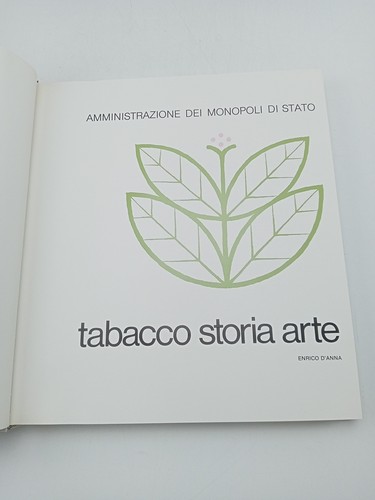 AMMINISTRAZIONE DEI MONOPOLI DI STATO
tabacco storia arte
ENRICO D'ANNA